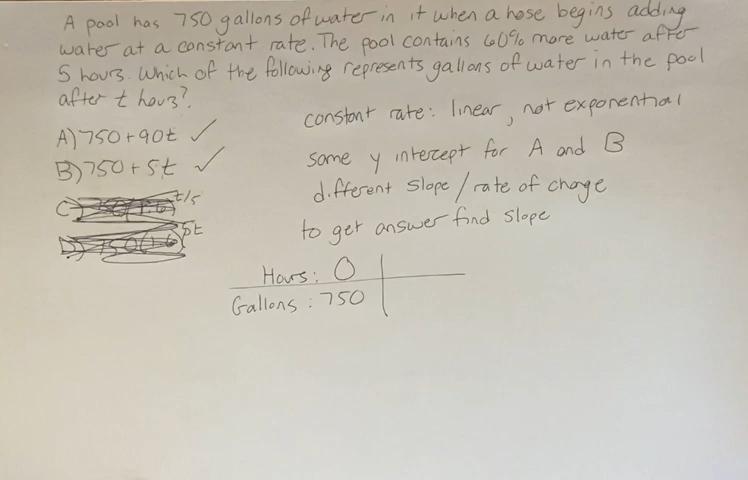 A pool has 750 gallons of water in it when a hose begins adding
water at a constant rate. The pool contains 60% more water after
5 hours. Which of the following represents gallons of water in the pool
after t hours?
A) 750+90t ✓
B) 750+5t ✓
C) t/5
D) 750(1.6)^5t
constant rate: linear, not exponential
same y intercept for A and B
different slope/rate of change
to get answer find slope
Hours: 0
Gallons: 750